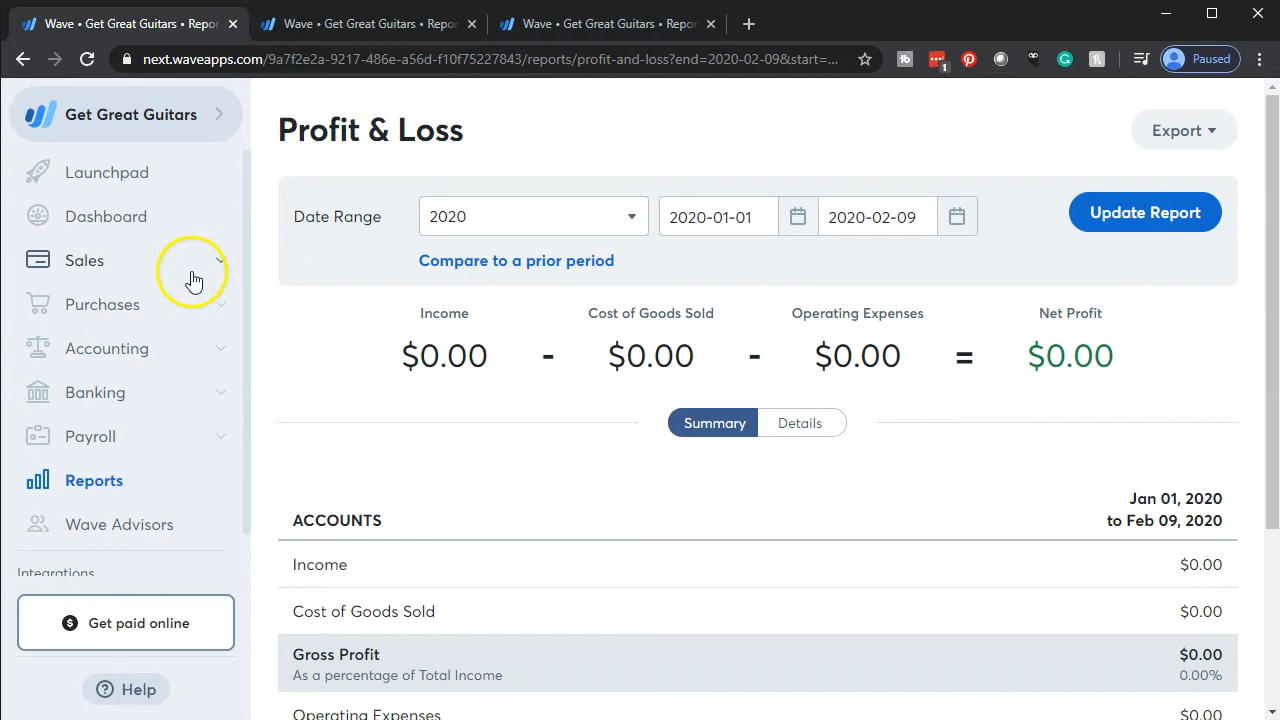 Wave • Get Great Guitars • Repor
Wave • Get Great Guitars • Repor
Wave • Get Great Guitars • Repor
next.waveapps.com/9a7f2e2a-9217-486e-a56d-f10f75227843/reports/profit-and-loss?end=2020-02-09&start=...
1
Paused
Get Great Guitars
Launchpad
Dashboard
Sales
Purchases
Accounting
Banking
Payroll
Reports
Wave Advisors
Integrations
Get paid online
Help
Profit & Loss
Export
Date Range
2020
2020-01-01
2020-02-09
Update Report
Compare to a prior period
Income
Cost of Goods Sold
Operating Expenses
Net Profit
$0.00 - $0.00 - $0.00 = $0.00
Summary
Details
Jan 01, 2020
ACCOUNTS to Feb 09, 2020
Income $0.00
Cost of Goods Sold $0.00
Gross Profit $0.00
As a percentage of Total Income 0.00%
Operating Expenses $0.00